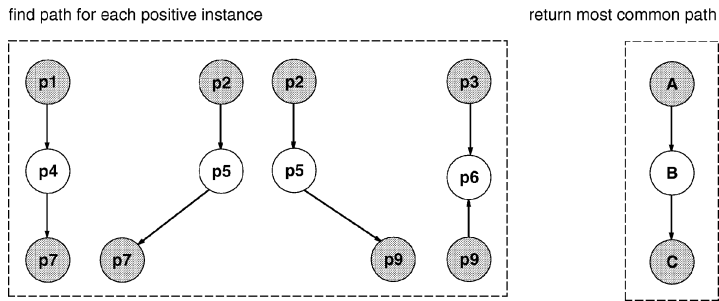 find path for each positive instance
return most common path
p1
p2
p2
p3
A
p4
p5
p5
p6
B
p7
p7
p9
p9
C